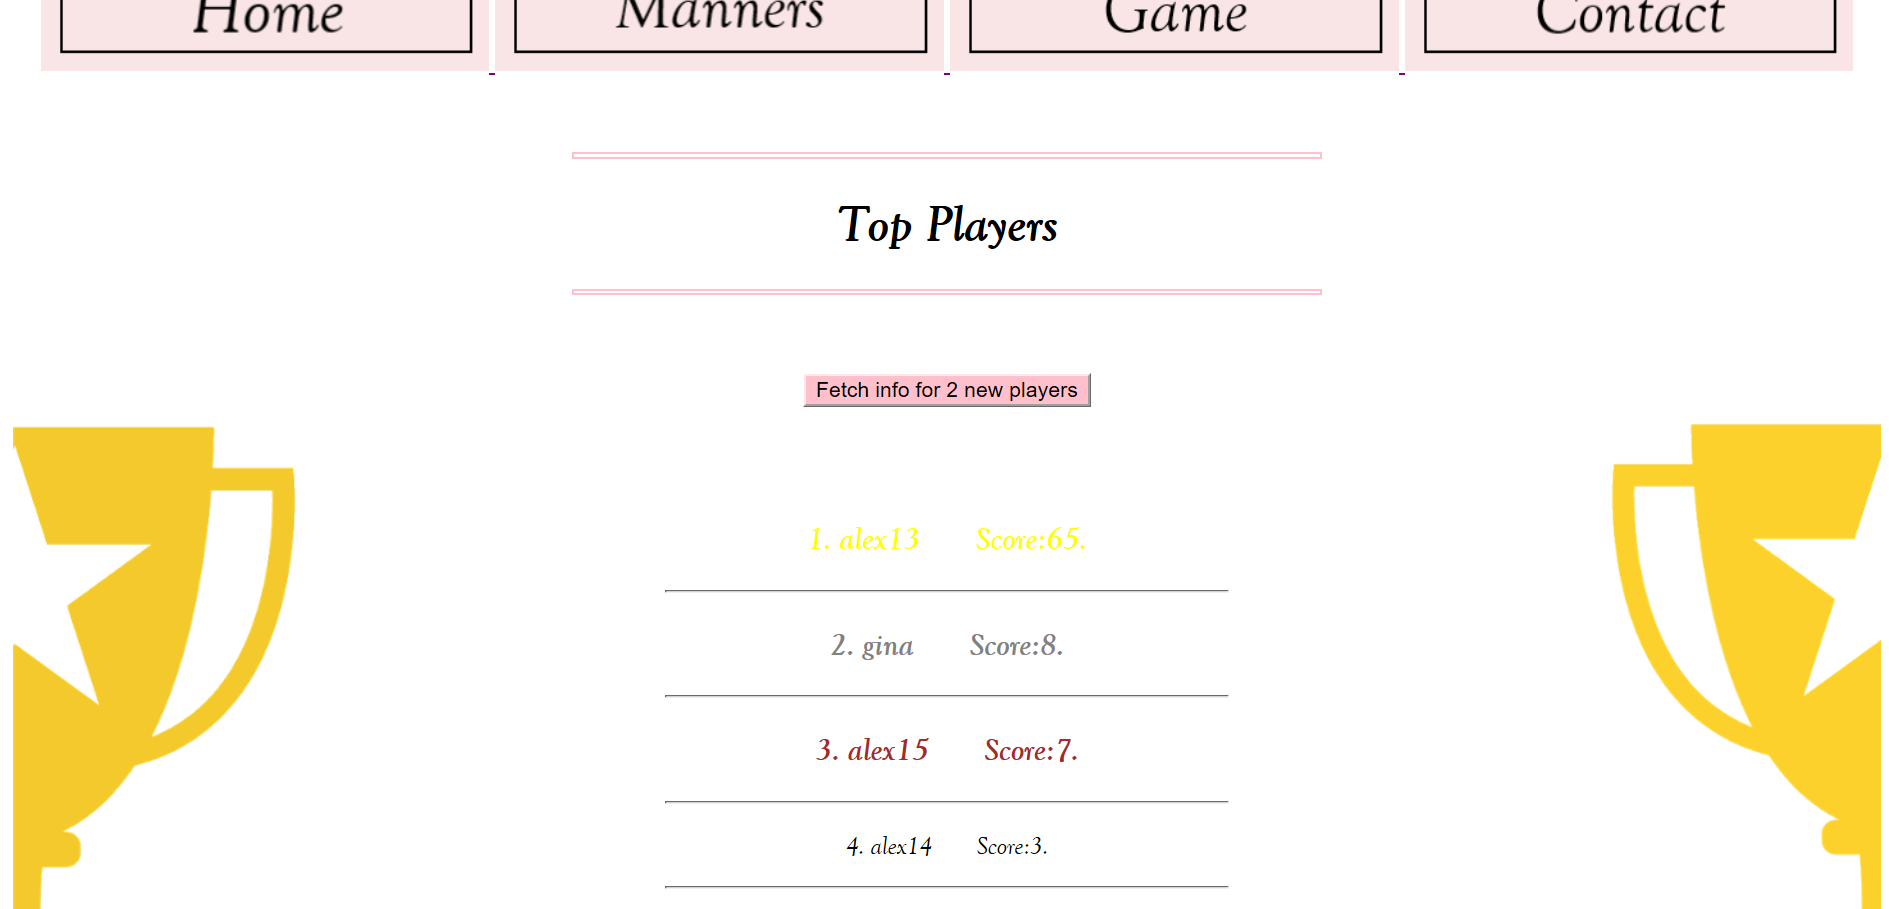 Home Manners Game Contact
Top Players
Fetch info for 2 new players
1. alex13 Score:65.
2. gina Score:8.
3. alex15 Score:7.
4. alex14 Score:3.